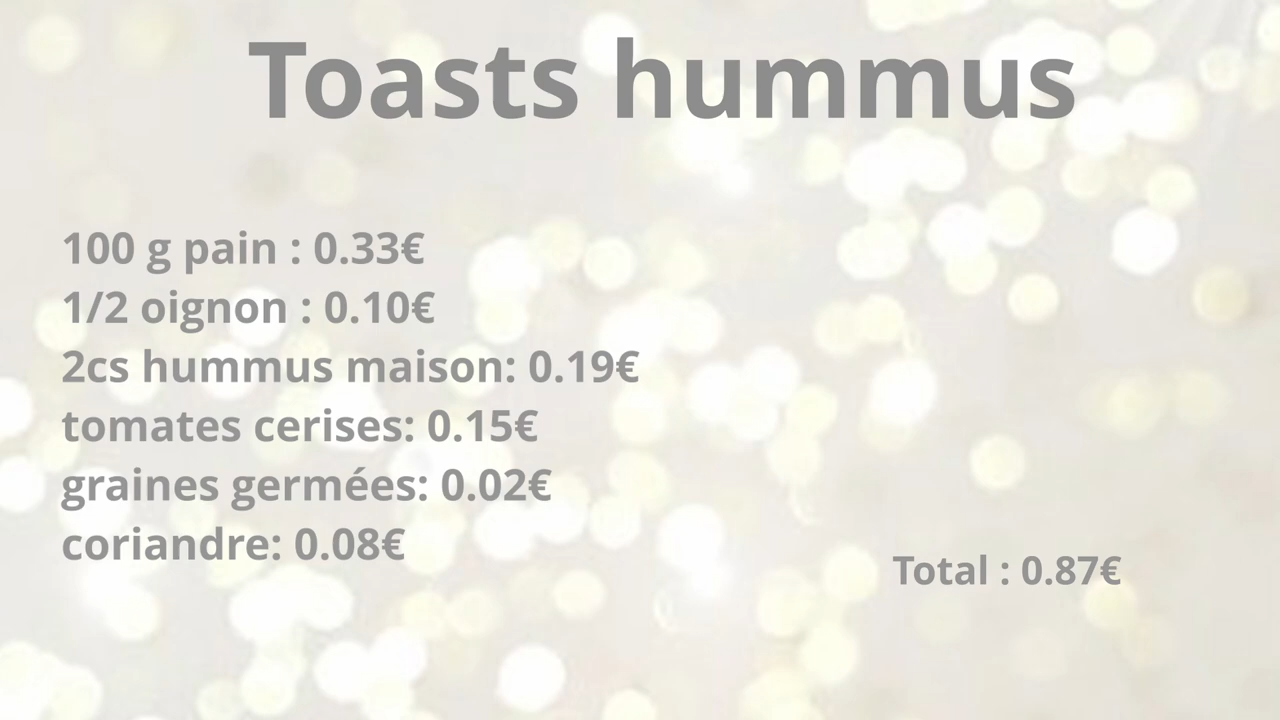 Toasts hummus
100 g pain : 0.33€
1/2 oignon : 0.10€
2cs hummus maison: 0.19€
tomates cerises: 0.15€
graines germées: 0.02€
coriandre: 0.08€
Total : 0.87€